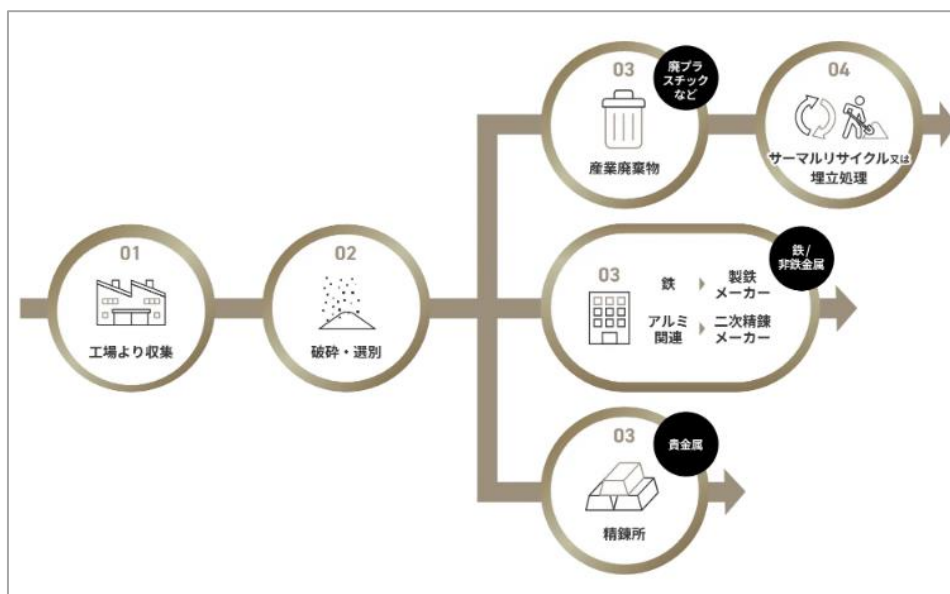 01
工場より収集
02
破砕・選別
03
廃プラ
スチック
など
産業廃棄物
04
サーマルリサイクル又は
埋立処理
鉄/
非鉄金属
03
鉄
製鉄
メーカー
アルミ
関連
二次精錬
メーカー
03
貴金属
精錬所